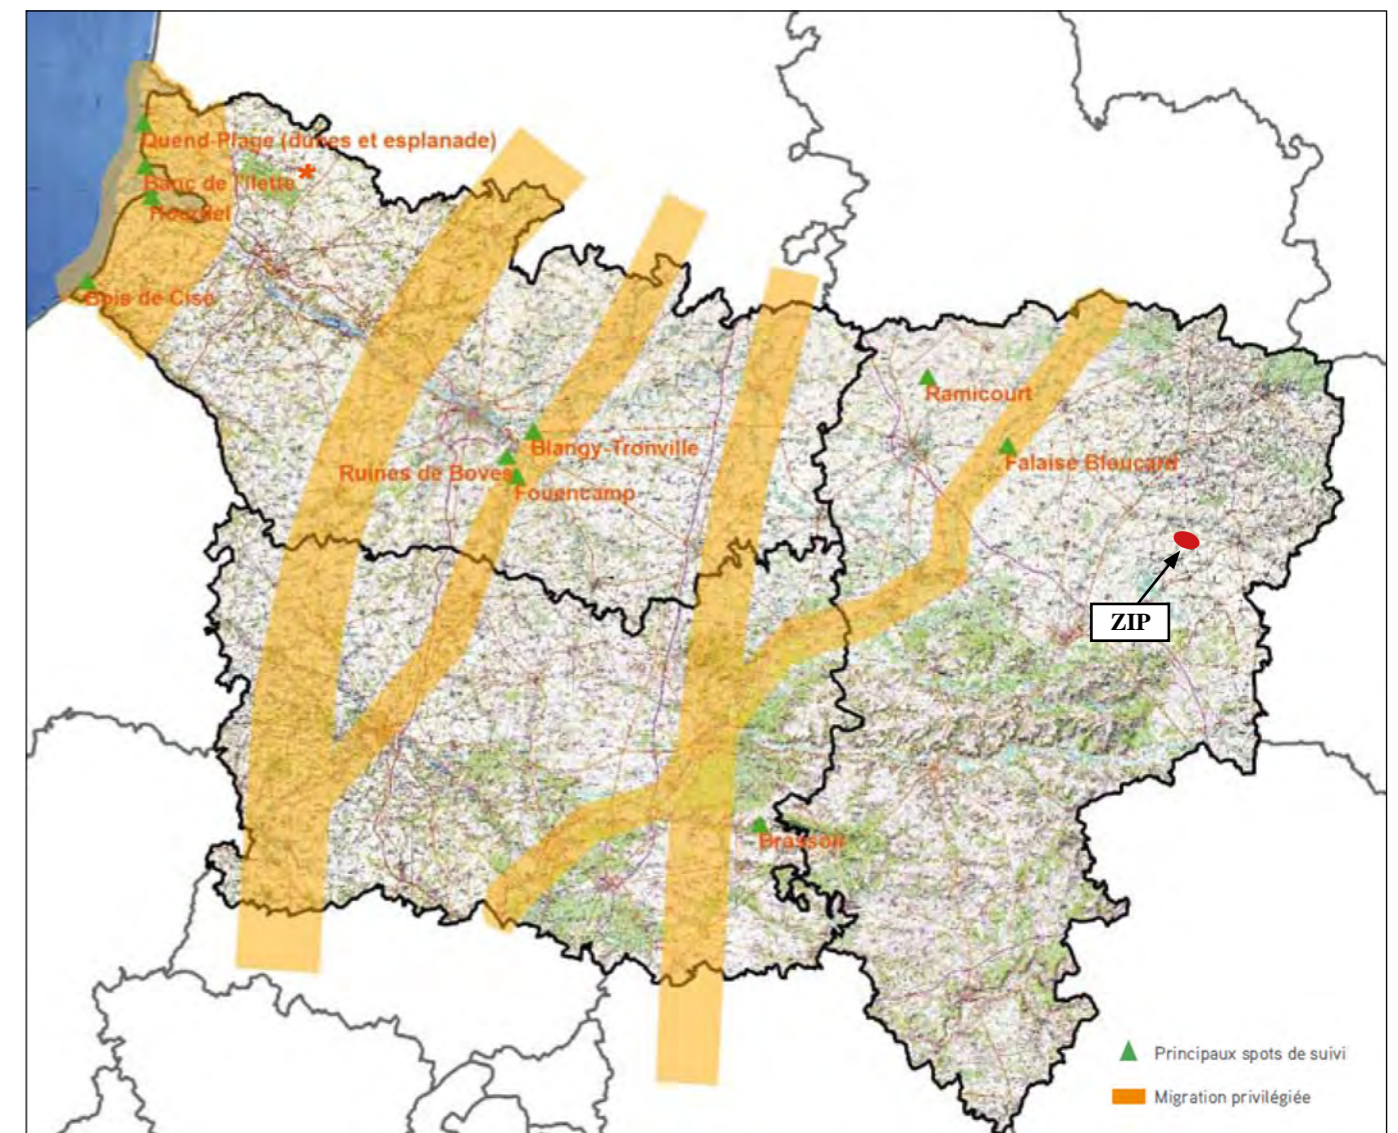 Quend-Plage (dunes et esplanade)
Banc de l'Ilette
Hourdel
Bois de Cise
Ramicourt
Blangy-Tronville
Falaise Bloucard
Ruines de Boves
Fouencamp
ZIP
Brassoir
Principaux spots de suivi
Migration privilégiée